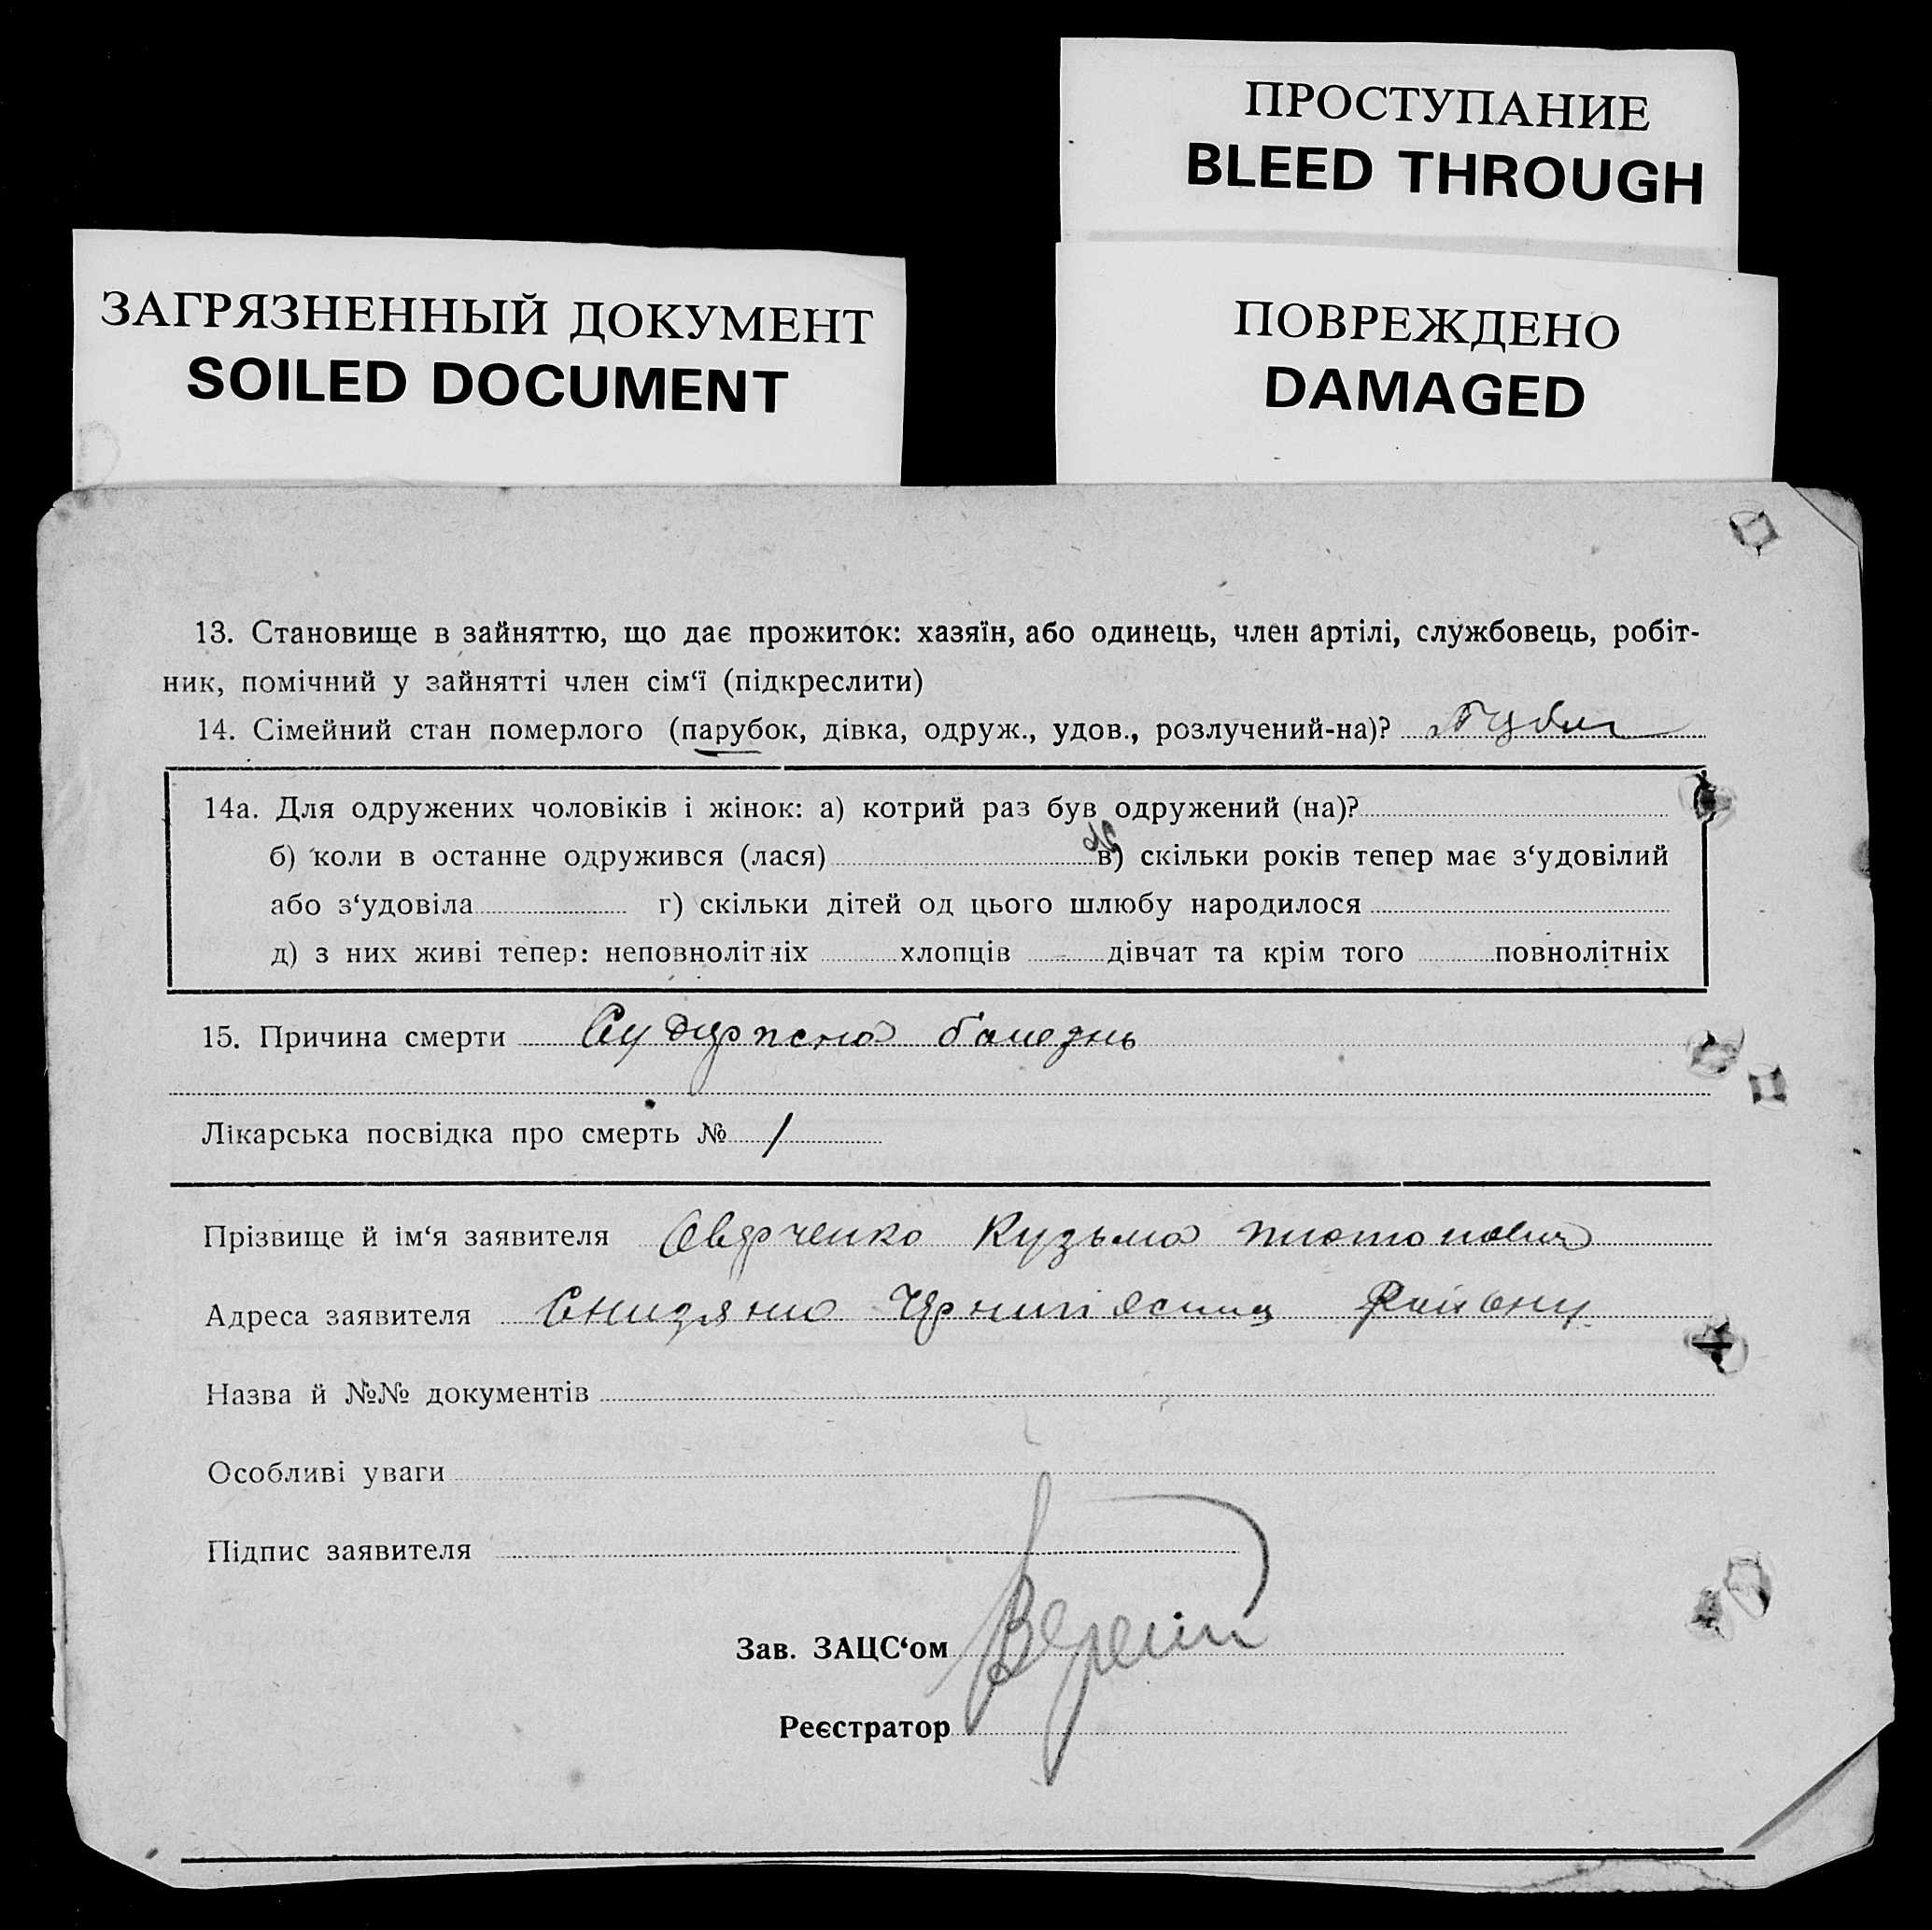 ПРОСТУПАНИЕ
BLEED THROUGH
ЗАГРЯЗНЕННЫЙ ДОКУМЕНТ
SOILED DOCUMENT
ПОВРЕЖДЕНО
DAMAGED
13. Становище в зайняттю, що дає прожиток: хазяїн, або одинець, член артілі, службовець, робіт-
ник, помічний у зайнятті член сім‘ї (підкреслити)
14. Сімейний стан померлого (парубок, дівка, одруж., удов., розлучений-на)?
14а. Для одружених чоловіків і жінок: а) котрий раз був одружений (на)?
б) коли в останне одружився (лася) в) скільки років тепер має з‘удовілий
або з‘удовіла г) скільки дітей од цього шлюбу народилося
д) з них живі тепер: неповнолітніх хлопців дівчат та крім того повнолітніх
15. Причина смерти Судоржна болезнь
Лікарська посвідка про смерть № /
Прізвище й ім‘я заявителя Кузьма
Адреса заявителя Району
Назва й №№ документів
Особливі уваги
Підпис заявителя
Зав. ЗАЦС‘ом
Реєстратор